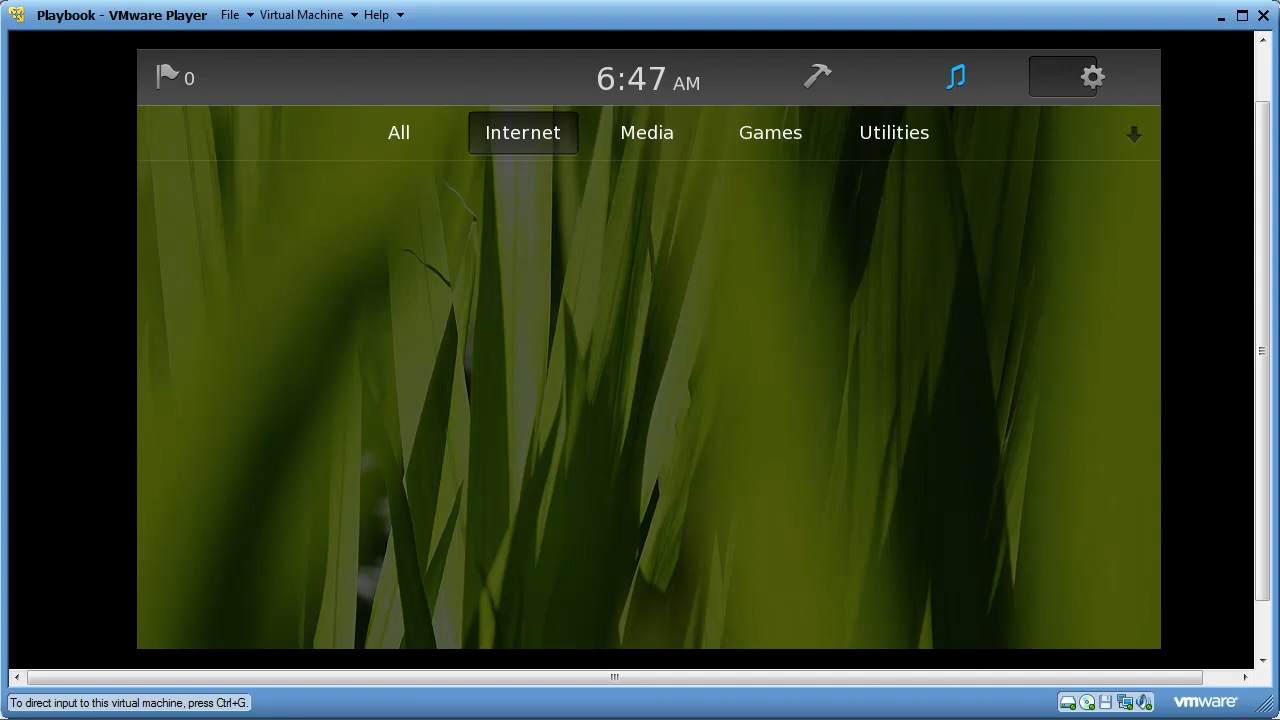 Playbook - VMware Player File Virtual Machine Help
0 6:47 AM
All Internet Media Games Utilities
To direct input to this virtual machine, press Ctrl+G. vmware